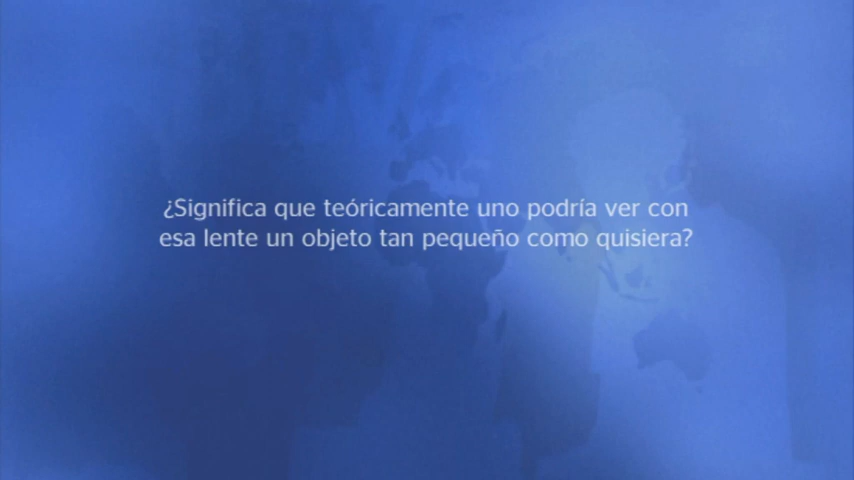 ¿Significa que teóricamente uno podría ver con
esa lente un objeto tan pequeño como quisiera?